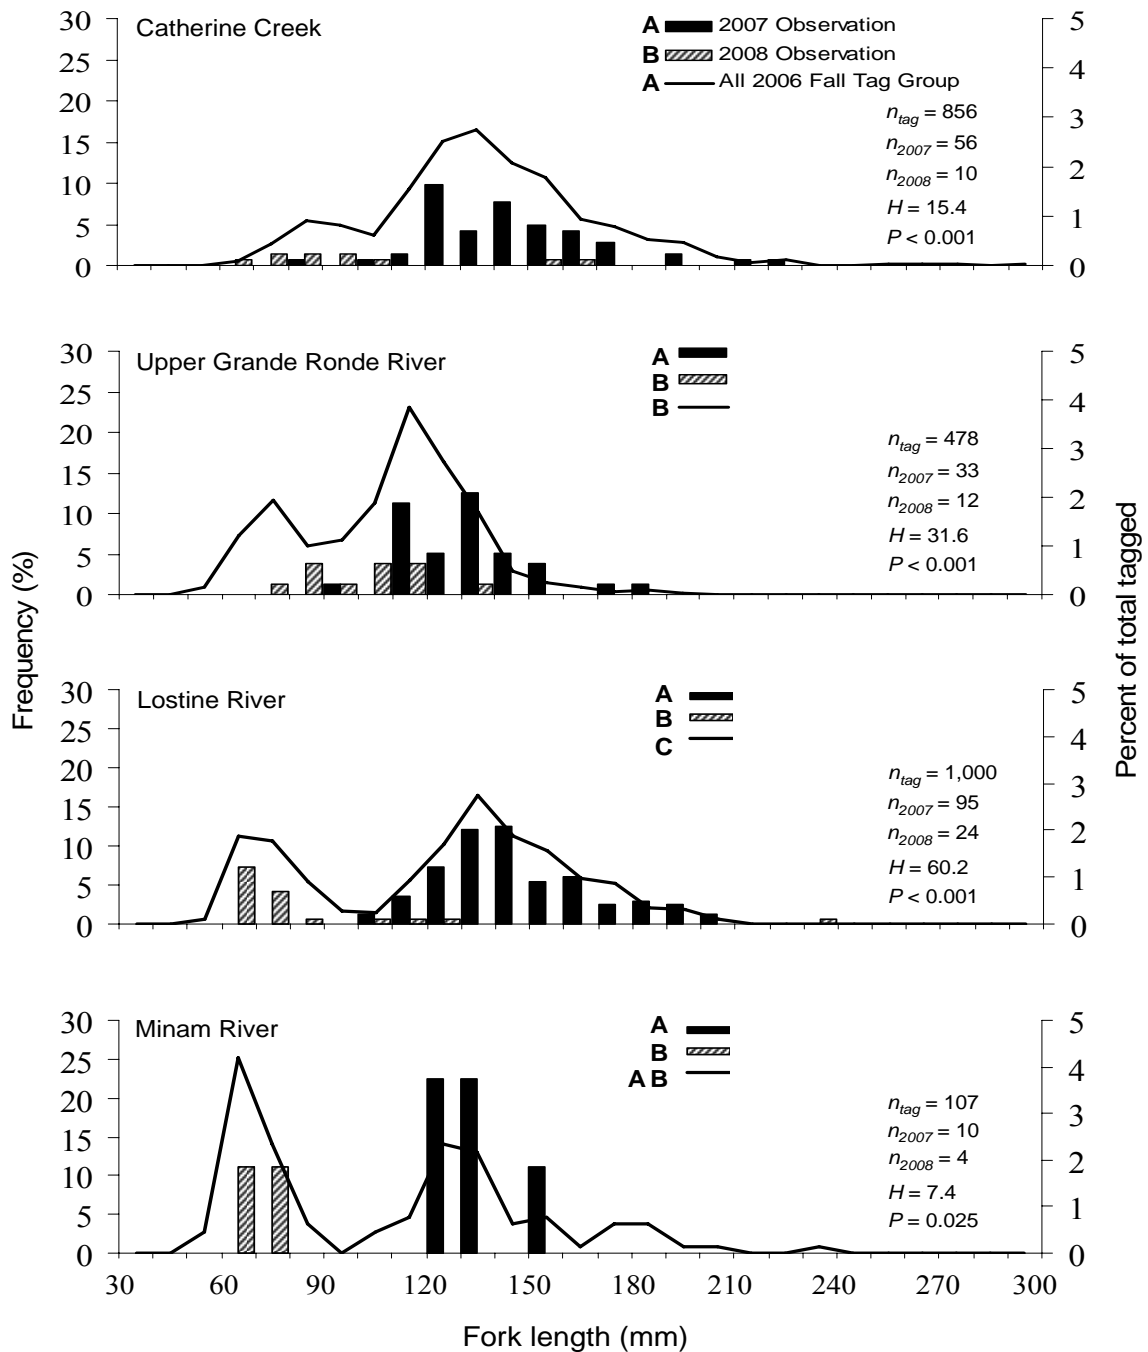 Catherine Creek
A 2007 Observation
B 2008 Observation
A All 2006 Fall Tag Group
n_tag = 856
n_2007 = 56
n_2008 = 10
H = 15.4
P < 0.001
30
25
20
15
10
5
0
5
4
3
2
1
0
Upper Grande Ronde River
A
B
B
n_tag = 478
n_2007 = 33
n_2008 = 12
H = 31.6
P < 0.001
30
25
20
15
10
5
0
5
4
3
2
1
0
Frequency (%)
Percent of total tagged
Lostine River
A
B
C
n_tag = 1,000
n_2007 = 95
n_2008 = 24
H = 60.2
P < 0.001
30
25
20
15
10
5
0
5
4
3
2
1
0
Minam River
A
B
A B
n_tag = 107
n_2007 = 10
n_2008 = 4
H = 7.4
P = 0.025
30
25
20
15
10
5
0
5
4
3
2
1
0
30 60 90 120 150 180 210 240 270 300
Fork length (mm)